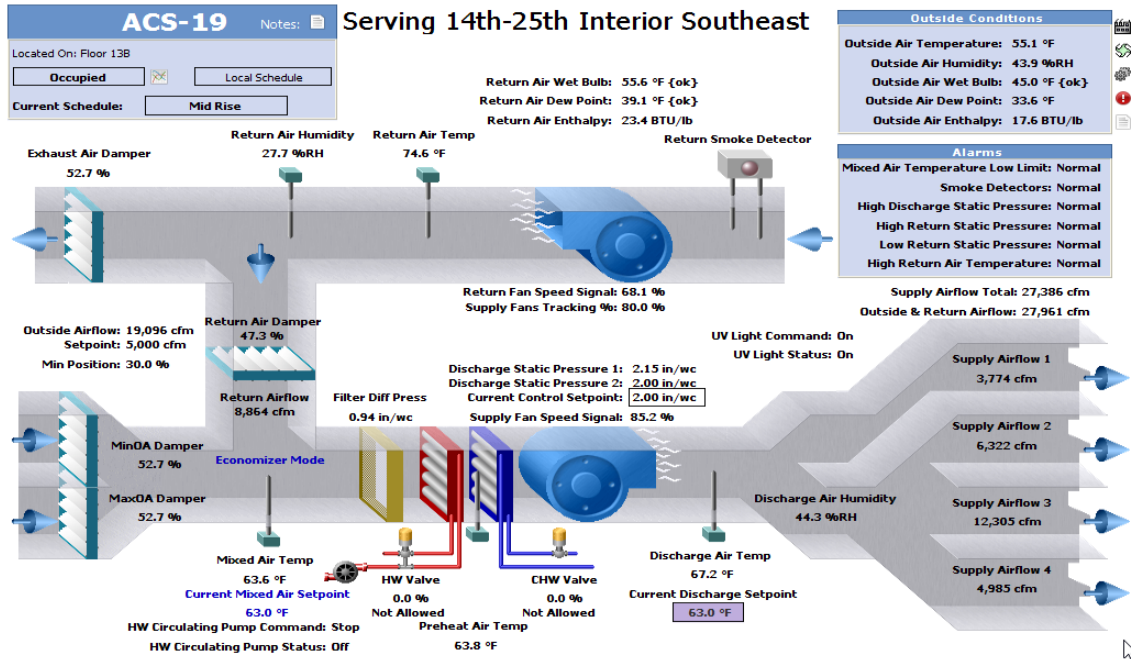 ACS-19
Notes:
Serving 14th-25th Interior Southeast
Located On: Floor 13B
Occupied
Local Schedule
Current Schedule:
Mid Rise
Outside Conditions
Outside Air Temperature: 55.1 °F
Outside Air Humidity: 43.9 %RH
Outside Air Wet Bulb: 45.0 °F {ok}
Outside Air Dew Point: 33.6 °F
Outside Air Enthalpy: 17.6 BTU/lb
Return Air Wet Bulb: 55.6 °F {ok}
Return Air Dew Point: 39.1 °F {ok}
Return Air Enthalpy: 23.4 BTU/lb
Alarms
Mixed Air Temperature Low Limit: Normal
Smoke Detectors: Normal
High Discharge Static Pressure: Normal
High Return Static Pressure: Normal
Low Return Static Pressure: Normal
High Return Air Temperature: Normal
Exhaust Air Damper
52.7 %
Return Air Humidity
27.7 %RH
Return Air Temp
74.6 °F
Return Smoke Detector
Return Fan Speed Signal: 68.1 %
Supply Fans Tracking %: 80.0 %
Supply Airflow Total: 27,386 cfm
Outside & Return Airflow: 27,961 cfm
Outside Airflow: 19,096 cfm
Setpoint: 5,000 cfm
Min Position: 30.0 %
Return Air Damper
47.3 %
Return Airflow
8,864 cfm
UV Light Command: On
UV Light Status: On
Filter Diff Press
0.94 in/wc
Discharge Static Pressure 1: 2.15 in/wc
Discharge Static Pressure 2: 2.00 in/wc
Current Control Setpoint: 2.00 in/wc
Supply Fan Speed Signal: 85.2 %
Supply Airflow 1
3,774 cfm
Supply Airflow 2
6,322 cfm
Supply Airflow 3
12,305 cfm
Supply Airflow 4
4,985 cfm
MinOA Damper
52.7 %
MaxOA Damper
52.7 %
Economizer Mode
Discharge Air Humidity
44.3 %RH
Mixed Air Temp
63.6 °F
Current Mixed Air Setpoint
63.0 °F
HW Circulating Pump Command: Stop
HW Circulating Pump Status: Off
HW Valve
0.0 %
Not Allowed
Preheat Air Temp
63.8 °F
CHW Valve
0.0 %
Not Allowed
Discharge Air Temp
67.2 °F
Current Discharge Setpoint
63.0 °F